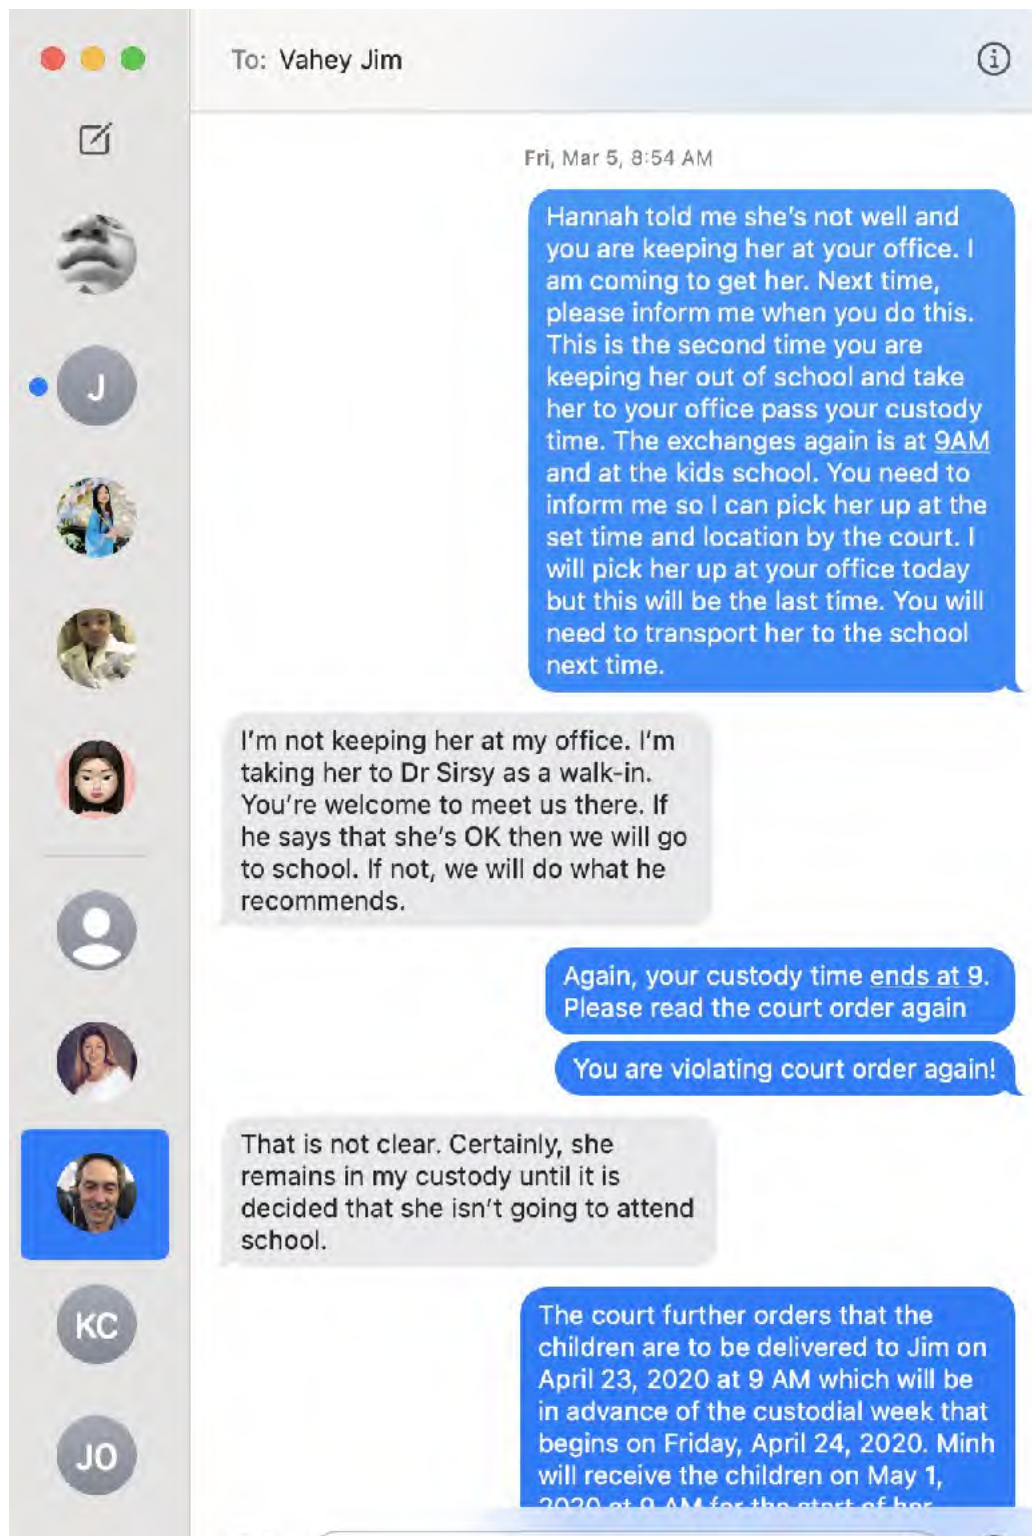 To: Vahey Jim
Fri, Mar 5, 8:54 AM
Hannah told me she's not well and
you are keeping her at your office. I
am coming to get her. Next time,
please inform me when you do this.
This is the second time you are
keeping her out of school and take
her to your office pass your custody
time. The exchanges again is at 9AM
and at the kids school. You need to
inform me so I can pick her up at the
set time and location by the court. I
will pick her up at your office today
but this will be the last time. You will
need to transport her to the school
next time.
J
I'm not keeping her at my office. I'm
taking her to Dr Sirsy as a walk-in.
You're welcome to meet us there. If
he says that she's OK then we will go
to school. If not, we will do what he
recommends.
Again, your custody time ends at 9.
Please read the court order again
You are violating court order again!
That is not clear. Certainly, she
remains in my custody until it is
decided that she isn't going to attend
school.
KC
The court further orders that the
children are to be delivered to Jim on
April 23, 2020 at 9 AM which will be
in advance of the custodial week that
begins on Friday, April 24, 2020. Minh
will receive the children on May 1,
2020 at 9 AM for the start of her
JO